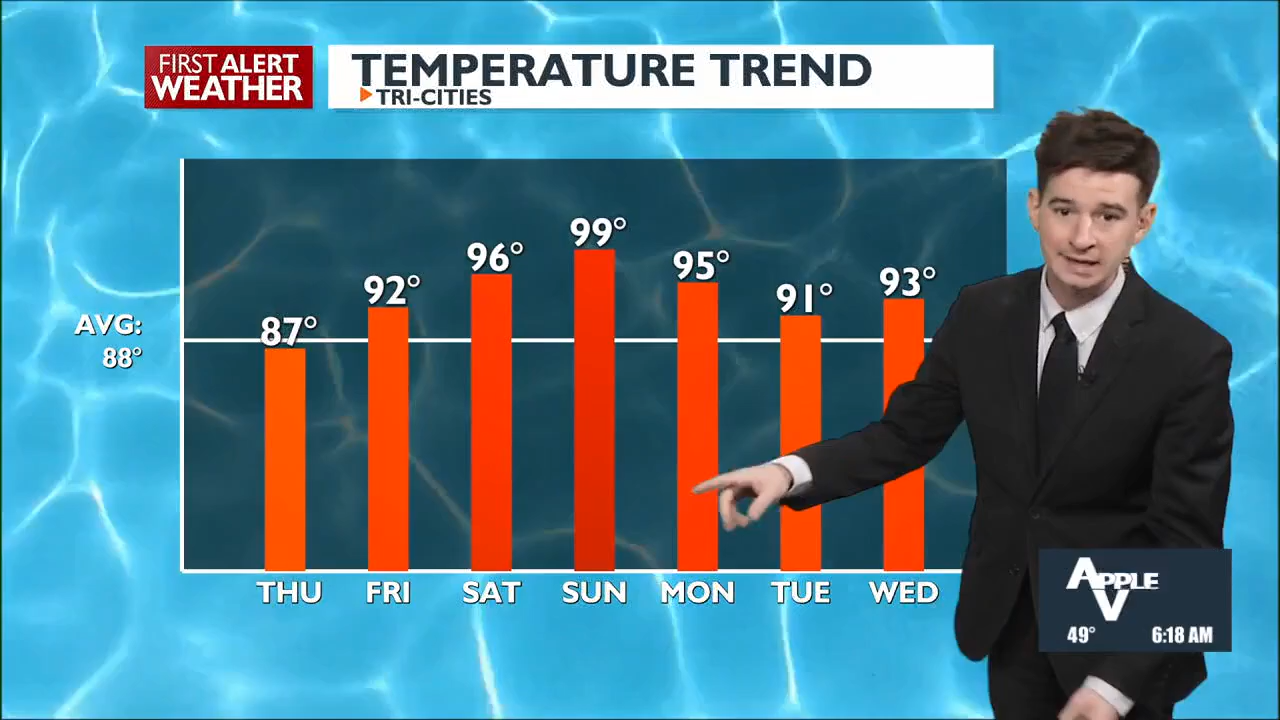 FIRST ALERT
WEATHER
TEMPERATURE TREND
TRI-CITIES
AVG:
88°
87°
92°
96°
99°
95°
91°
93°
THU FRI SAT SUN MON TUE WED
APPLE
V
49° 6:18 AM